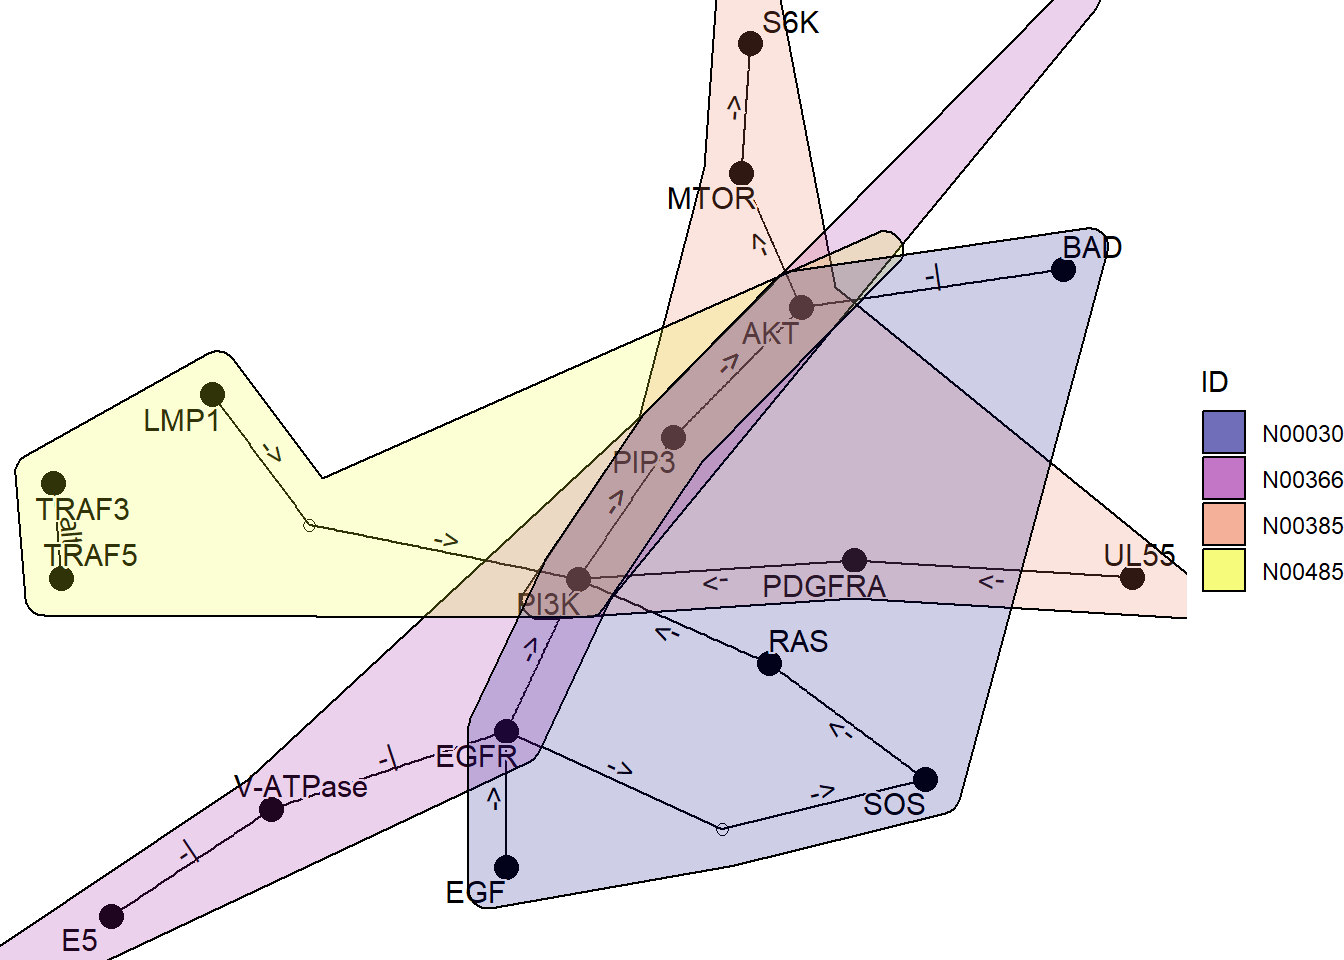 S6K
->
MTOR
->
BAD
-|
AKT
->
ID
LMP1
N00030
->
PIP3
N00366
TRAF3
->
N00385
all
->
TRAF5
UL55
N00485
<-
PDGFRA
<-
PI3K
<-
RAS
->
<-
EGFR
-|
->
V-ATPase
->
->
SOS
-|
EGF
E5